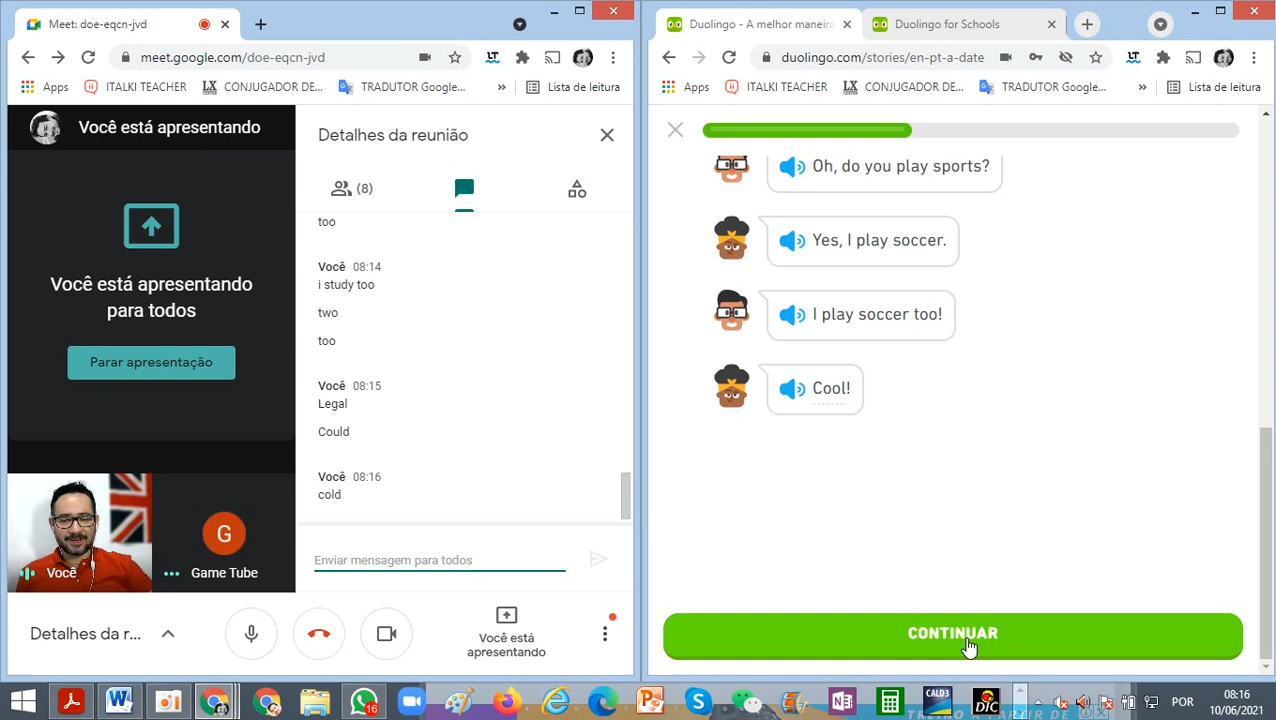 Meet: doe-eqcn-jvd
meet.google.com/doe-eqcn-jvd
Apps
ITALKI TEACHER
LX CONJUGADOR DE...
TRADUTOR Google...
»
Lista de leitura
Você está apresentando
Você está apresentando
para todos
Parar apresentação
Você
G
Game Tube
Detalhes da reunião
(8)
too
Você 08:14
i study too
two
too
Você 08:15
Legal
Could
Você 08:16
cold
Enviar mensagem para todos
Detalhes da r...
Você está
apresentando
Duolingo - A melhor maneira
Duolingo for Schools
duolingo.com/stories/en-pt-a-date
Apps
ITALKI TEACHER
LX CONJUGADOR DE...
TRADUTOR Google...
»
Lista de leitura
Oh, do you play sports?
Yes, I play soccer.
I play soccer too!
Cool!
CONTINUAR
16
CALD3
DIC
POR
08:16
10/06/2021